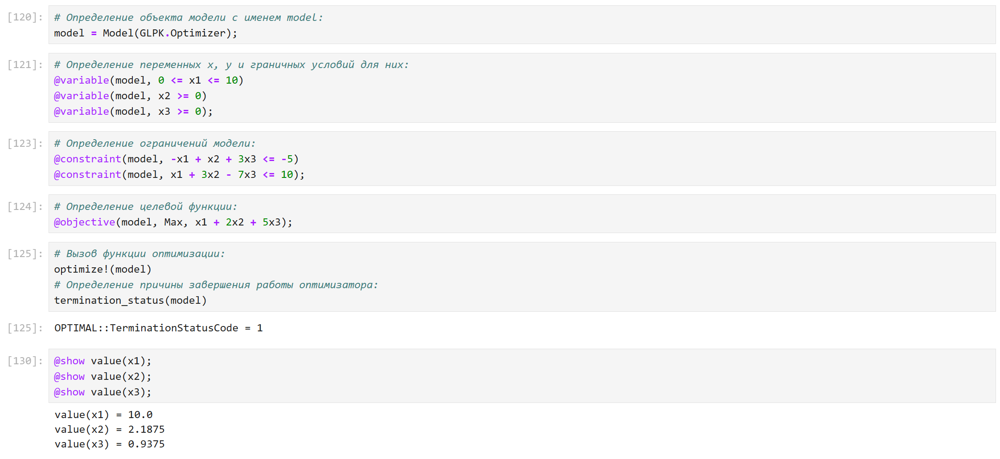 [120]: # Определение объекта модели с именем model:
model = Model(GLPK.Optimizer);
[121]: # Определение переменных x, y и граничных условий для них:
@variable(model, 0 <= x1 <= 10)
@variable(model, x2 >= 0)
@variable(model, x3 >= 0);
[123]: # Определение ограничений модели:
@constraint(model, -x1 + x2 + 3x3 <= -5)
@constraint(model, x1 + 3x2 - 7x3 <= 10);
[124]: # Определение целевой функции:
@objective(model, Max, x1 + 2x2 + 5x3);
[125]: # Вызов функции оптимизации:
optimize!(model)
# Определение причины завершения работы оптимизатора:
termination_status(model)
[125]: OPTIMAL::TerminationStatusCode = 1
[130]: @show value(x1);
@show value(x2);
@show value(x3);
value(x1) = 10.0
value(x2) = 2.1875
value(x3) = 0.9375